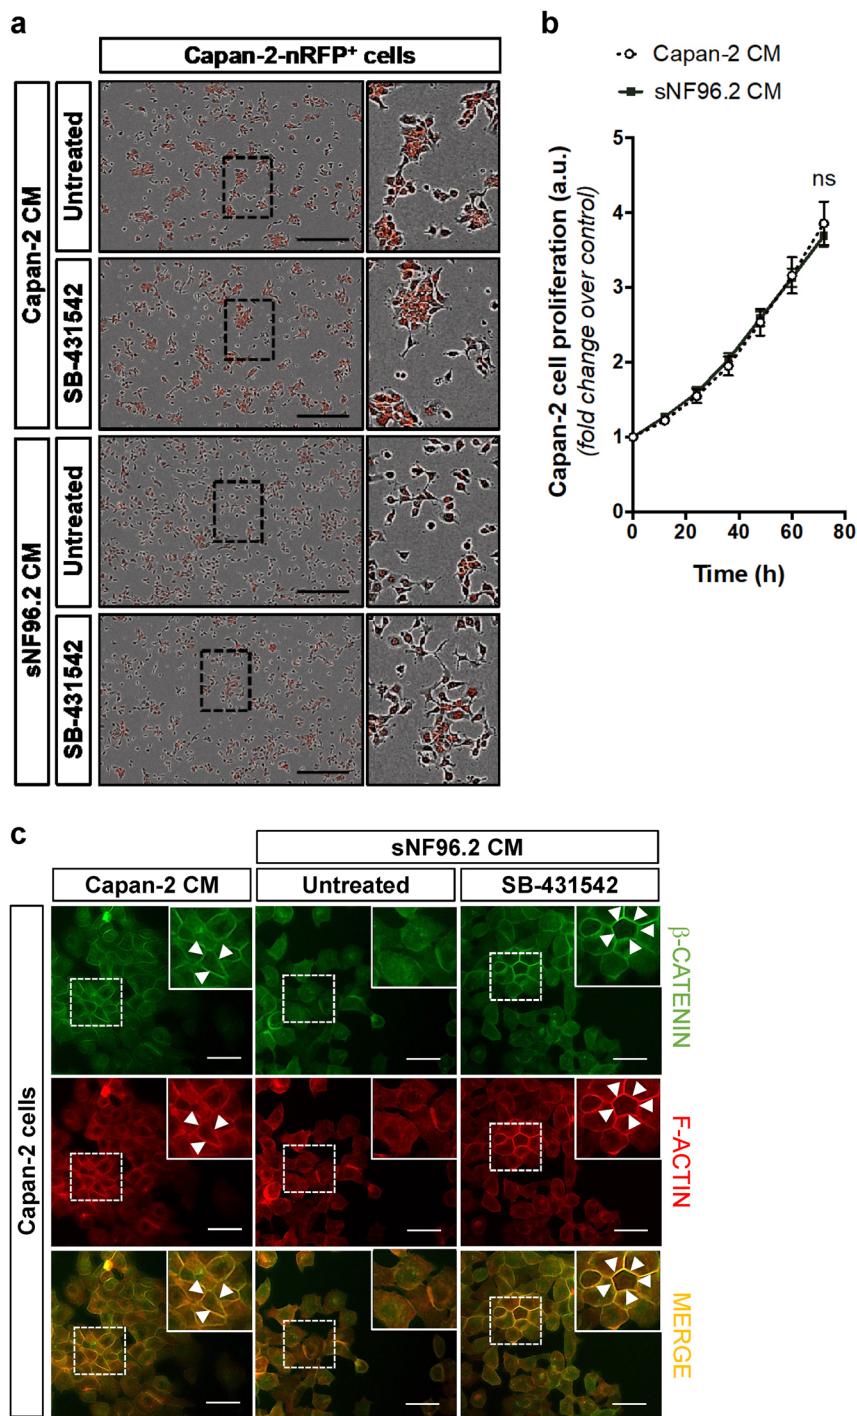 a
Capan-2-nRFP⁺ cells
Capan-2 CM
Untreated
SB-431542
sNF96.2 CM
Untreated
SB-431542
b
Capan-2 CM
sNF96.2 CM
Capan-2 cell proliferation (a.u.)
(fold change over control)
5
4
3
2
1
0
ns
0 20 40 60 80
Time (h)
c
sNF96.2 CM
Capan-2 CM
Untreated
SB-431542
Capan-2 cells
β-CATENIN
F-ACTIN
MERGE